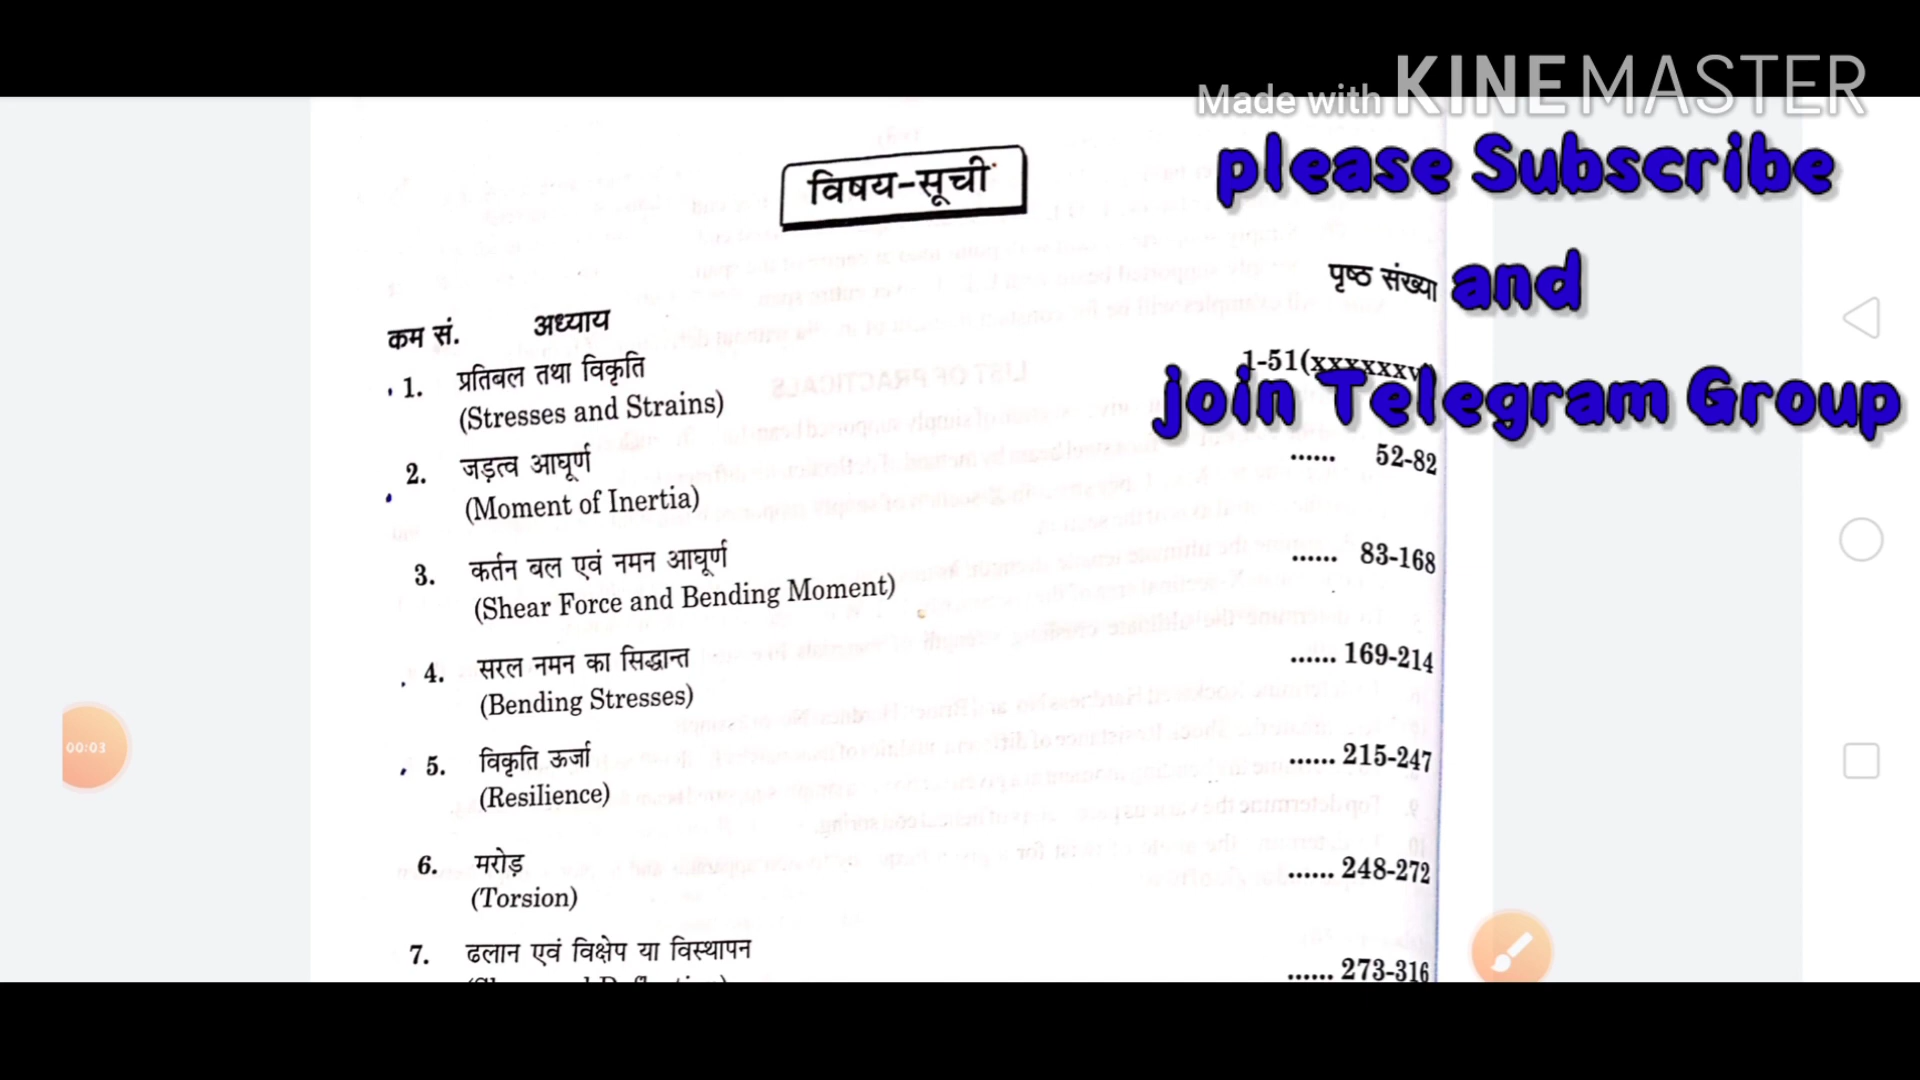 Made with KINEMASTER
please Subscribe
and
join Telegram Group
विषय-सूची
पृष्ठ संख्या
कम सं. अध्याय
1. प्रतिबल तथा विकृति 1-51(xxxxxxv)
(Stresses and Strains)
2. जड़त्व आघूर्ण ...... 52-82
(Moment of Inertia)
3. कर्तन बल एवं नमन आघूर्ण ...... 83-168
(Shear Force and Bending Moment)
4. सरल नमन का सिद्धान्त ...... 169-214
(Bending Stresses)
5. विकृति ऊर्जा ...... 215-247
(Resilience)
6. मरोड़ ...... 248-272
(Torsion)
7. ढलान एवं विक्षेप या विस्थापन ...... 273-316
00:03